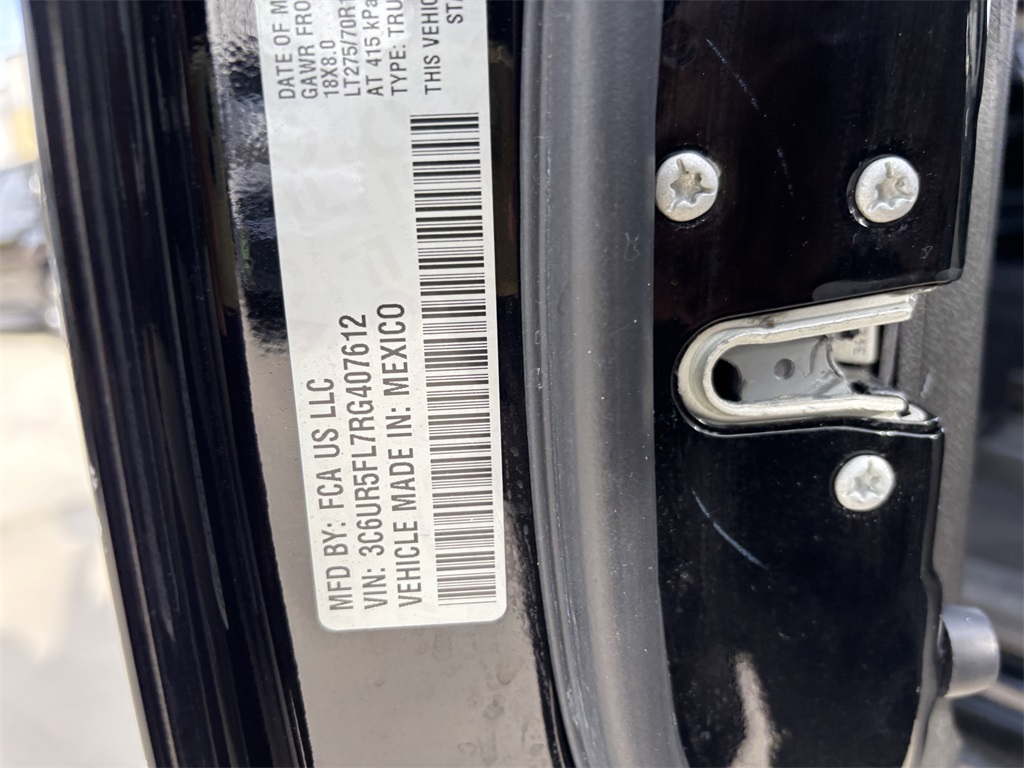 MFD BY: FCA US LLC
DATE OF M
VIN: 3C6UR5FL7RG407612
GAWR FRO
VEHICLE MADE IN: MEXICO
18X8.0
LT275/70R1
AT 415 kPa
TYPE: TRU
THIS VEHIC
STA